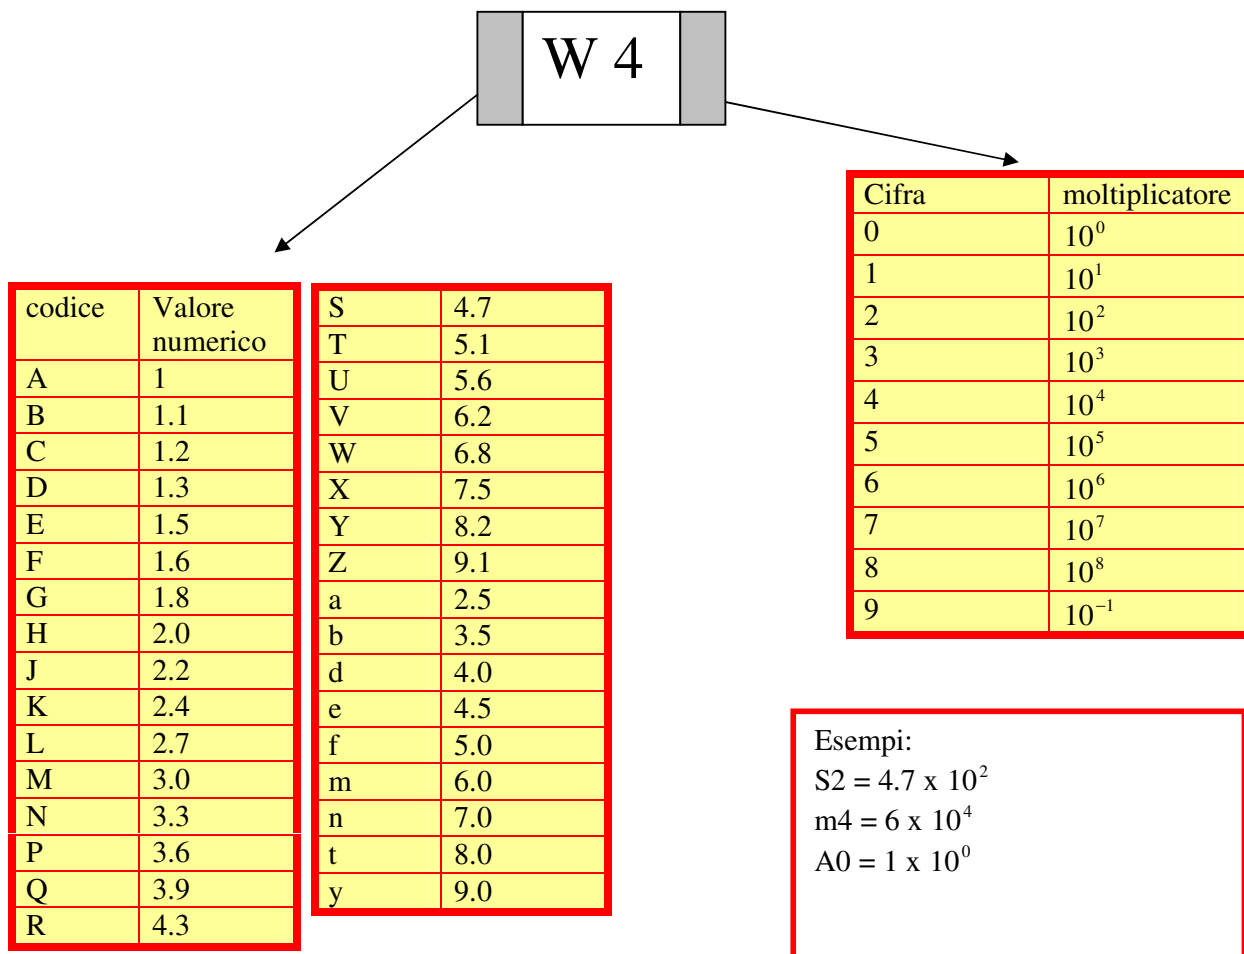 W 4
codice Valore numerico
A 1
B 1.1
C 1.2
D 1.3
E 1.5
F 1.6
G 1.8
H 2.0
J 2.2
K 2.4
L 2.7
M 3.0
N 3.3
P 3.6
Q 3.9
R 4.3
S 4.7
T 5.1
U 5.6
V 6.2
W 6.8
X 7.5
Y 8.2
Z 9.1
a 2.5
b 3.5
d 4.0
e 4.5
f 5.0
m 6.0
n 7.0
t 8.0
y 9.0
Cifra moltiplicatore
0 10⁰
1 10¹
2 10²
3 10³
4 10⁴
5 10⁵
6 10⁶
7 10⁷
8 10⁸
9 10⁻¹
Esempi:
S2 = 4.7 x 10²
m4 = 6 x 10⁴
A0 = 1 x 10⁰